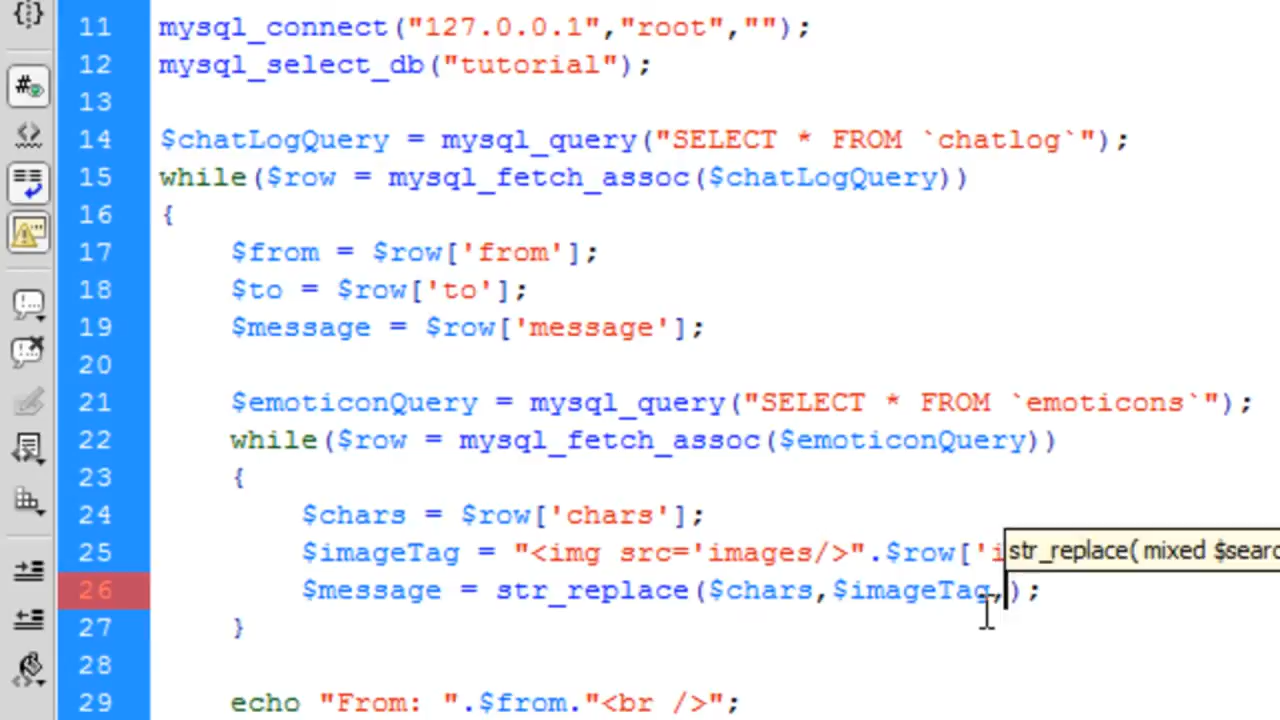 11 mysql_connect("127.0.0.1","root","");
12 mysql_select_db("tutorial");
13
14 $chatLogQuery = mysql_query("SELECT * FROM `chatlog`");
15 while($row = mysql_fetch_assoc($chatLogQuery))
16 {
17 $from = $row['from'];
18 $to = $row['to'];
19 $message = $row['message'];
20
21 $emoticonQuery = mysql_query("SELECT * FROM `emoticons`");
22 while($row = mysql_fetch_assoc($emoticonQuery))
23 {
24 $chars = $row['chars'];
25 $imageTag = "<img src='images/>".$row['i
str_replace( mixed $searc
26 $message = str_replace($chars,$imageTag,);
27 }
28
29 echo "From: ".$from."<br />";